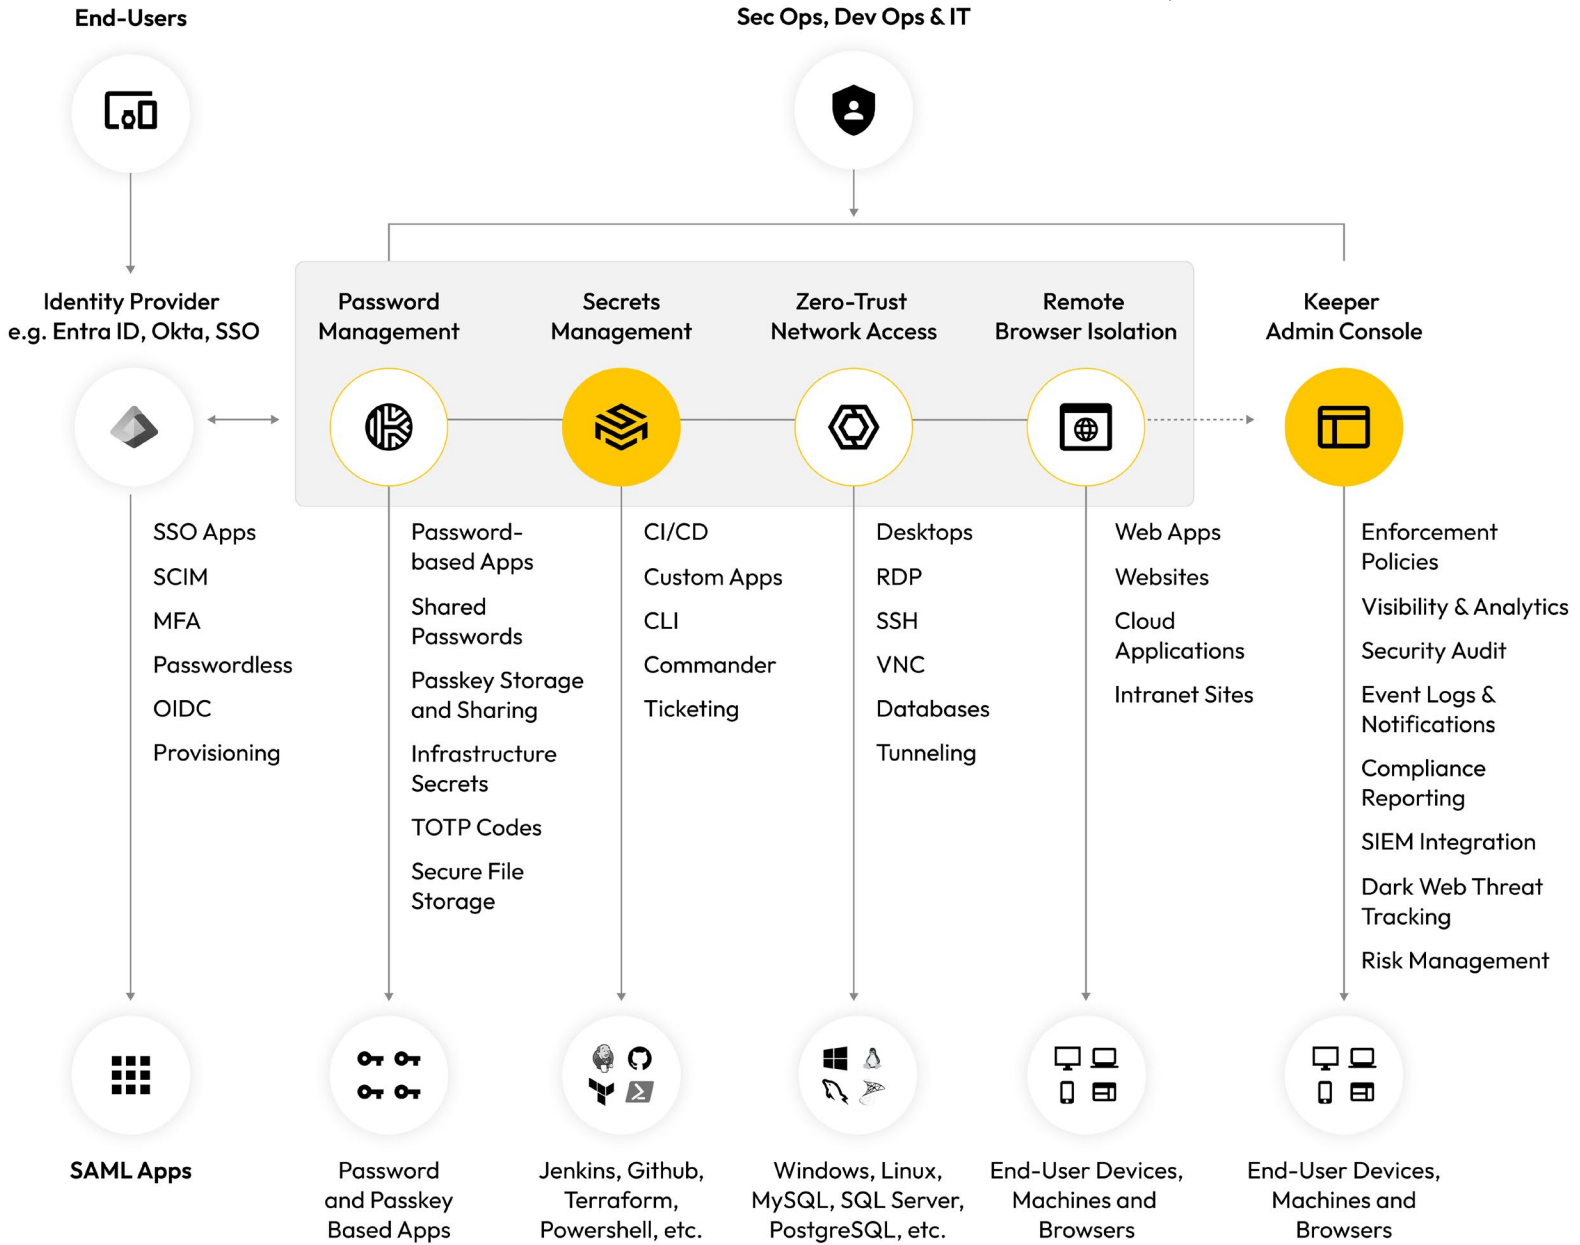 End-Users
Sec Ops, Dev Ops & IT
Identity Provider
e.g. Entra ID, Okta, SSO
Password
Management
Secrets
Management
Zero-Trust
Network Access
Remote
Browser Isolation
Keeper
Admin Console
SSO Apps
SCIM
MFA
Passwordless
OIDC
Provisioning
Password-
based Apps
Shared
Passwords
Passkey Storage
and Sharing
Infrastructure
Secrets
TOTP Codes
Secure File
Storage
CI/CD
Custom Apps
CLI
Commander
Ticketing
Desktops
RDP
SSH
VNC
Databases
Tunneling
Web Apps
Websites
Cloud
Applications
Intranet Sites
Enforcement
Policies
Visibility & Analytics
Security Audit
Event Logs &
Notifications
Compliance
Reporting
SIEM Integration
Dark Web Threat
Tracking
Risk Management
SAML Apps
Password
and Passkey
Based Apps
Jenkins, Github,
Terraform,
Powershell, etc.
Windows, Linux,
MySQL, SQL Server,
PostgreSQL, etc.
End-User Devices,
Machines and
Browsers
End-User Devices,
Machines and
Browsers